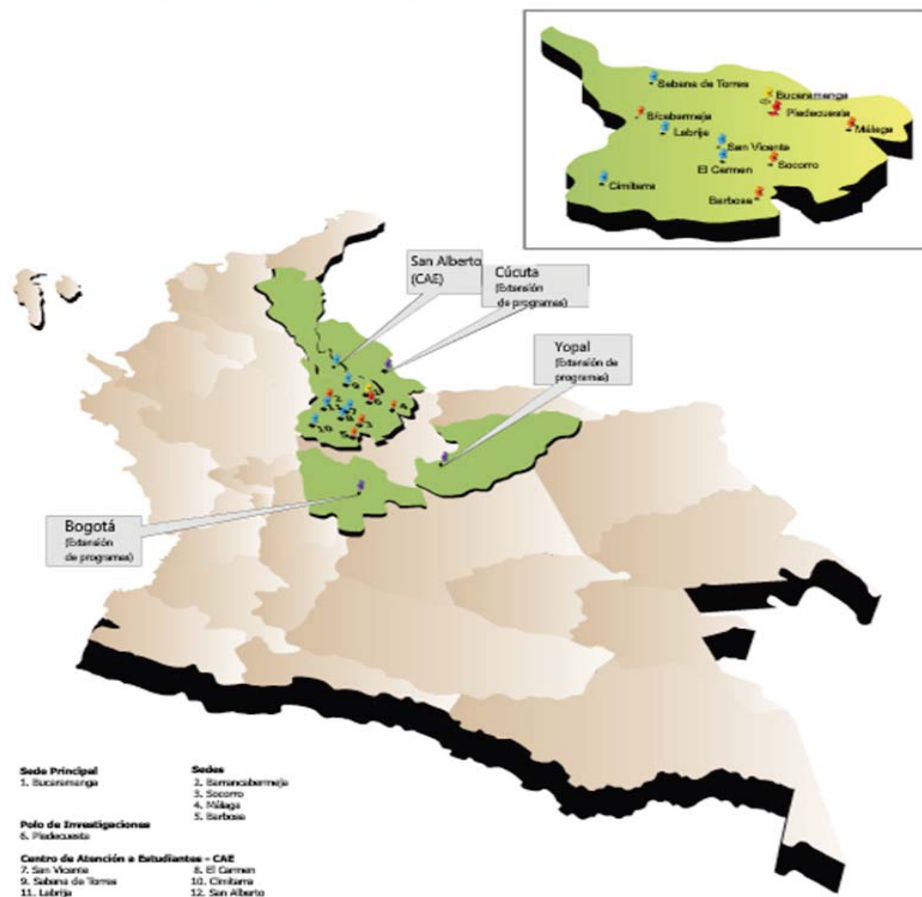 Sabana de Torres
Bucaramanga
Piedecuesta
B/cabermeja
Málaga
Lebrija
San Vicente
El Carmen
Socorro
Cimitarra
Barbosa
San Alberto
(CAE)
Cúcuta
(Extensión
de programas)
Yopal
(Extensión de
programas)
Bogotá
(Extensión
de programas)
Sede Principal
1. Bucaramanga
Sedes
2. Barrancabermeja
3. Socorro
4. Málaga
5. Barbosa
Polo de Investigaciones
6. Piedecuesta
Centro de Atención a Estudiantes - CAE
7. San Vicente
8. El Carmen
9. Sabana de Torres
10. Cimitarra
11. Lebrija
12. San Alberto